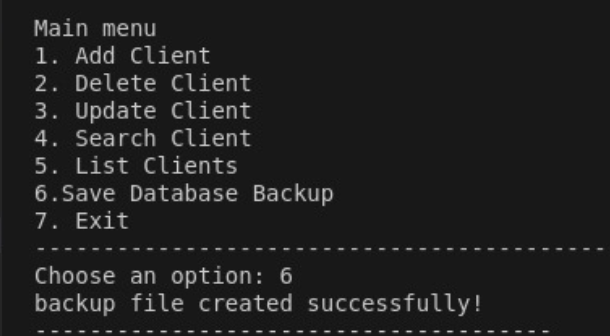 Main menu
1. Add Client
2. Delete Client
3. Update Client
4. Search Client
5. List Clients
6.Save Database Backup
7. Exit
------------------------------------------
Choose an option: 6
backup file created successfully!
--------------------------------------